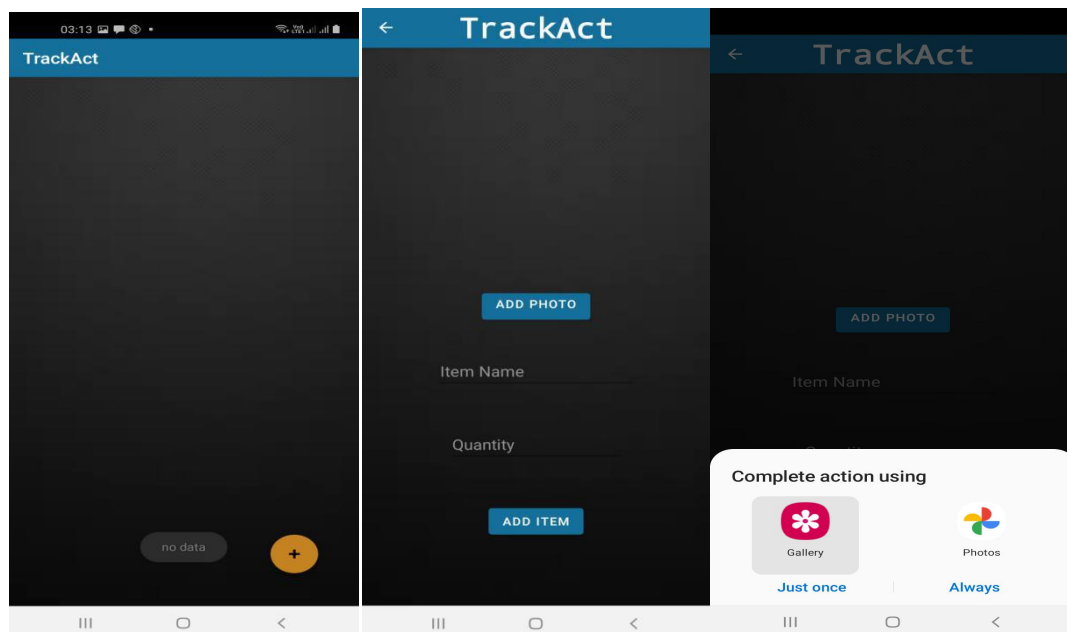 03:13
TrackAct
no data
+
TrackAct
ADD PHOTO
Item Name
Quantity
ADD ITEM
TrackAct
ADD PHOTO
Item Name
Complete action using
Gallery
Photos
Just once
Always